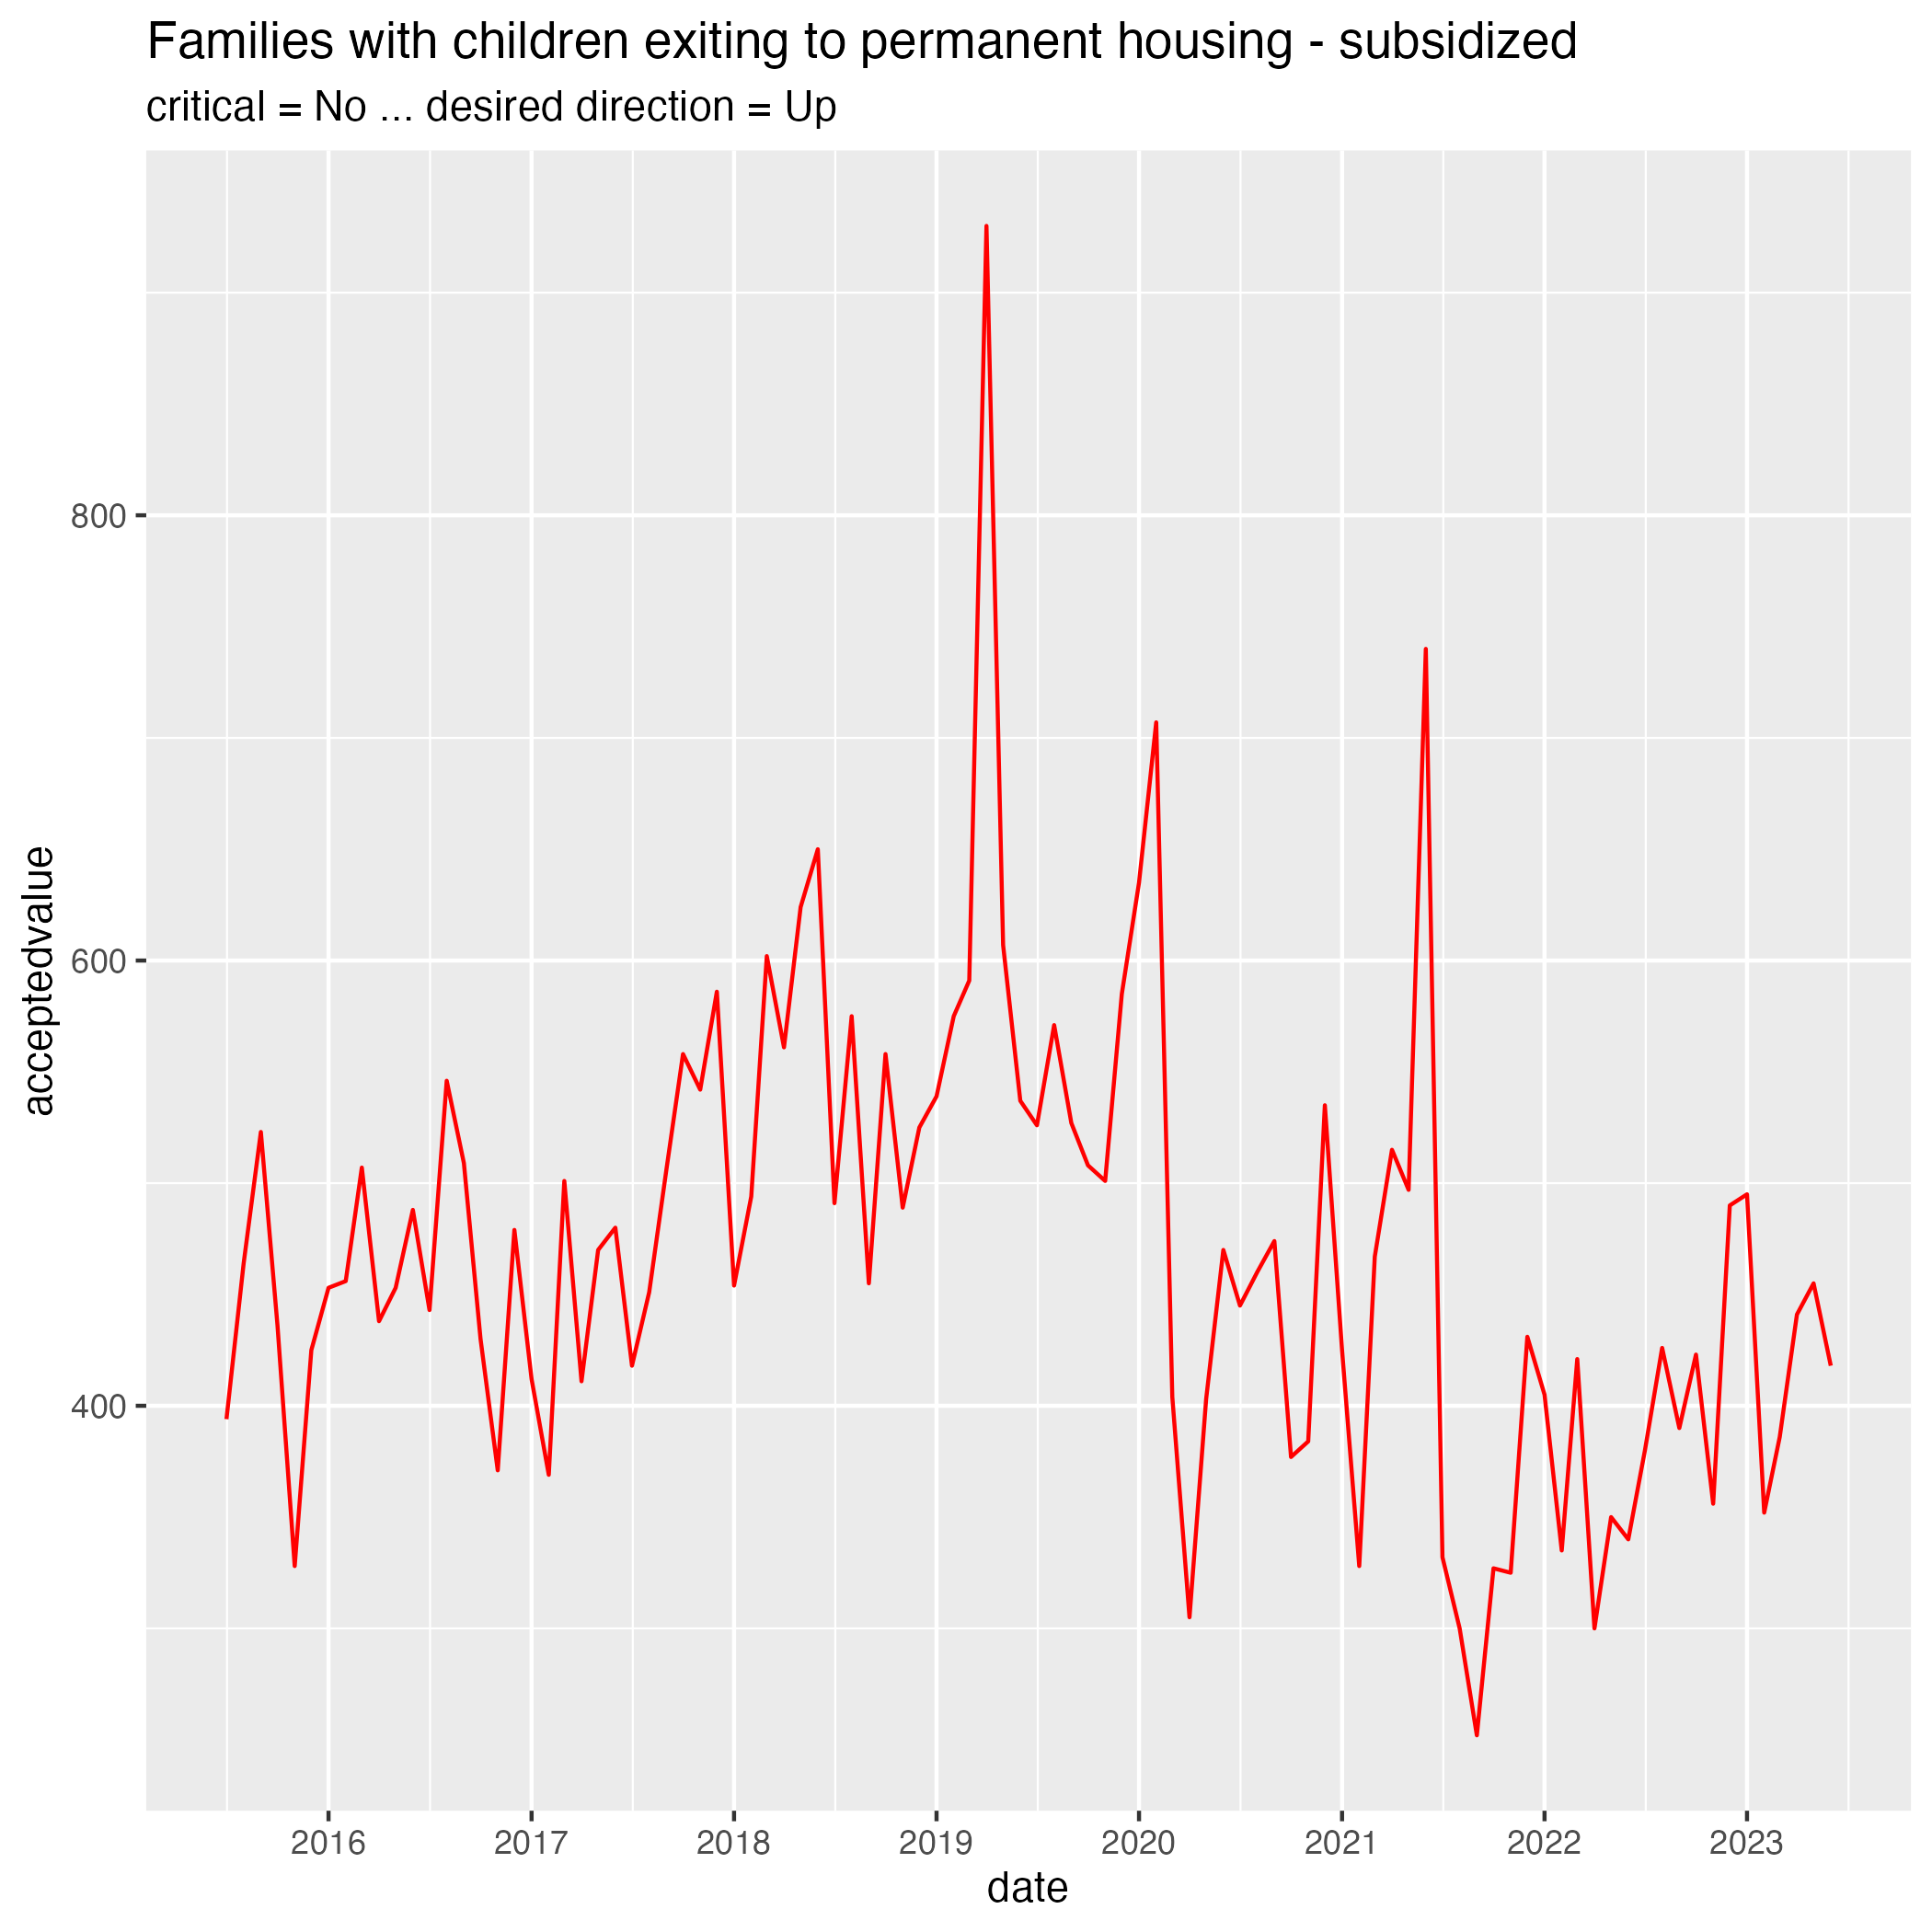 Families with children exiting to permanent housing - subsidized
critical = No ... desired direction = Up
acceptedvalue
800
600
400
2016 2017 2018 2019 2020 2021 2022 2023
date